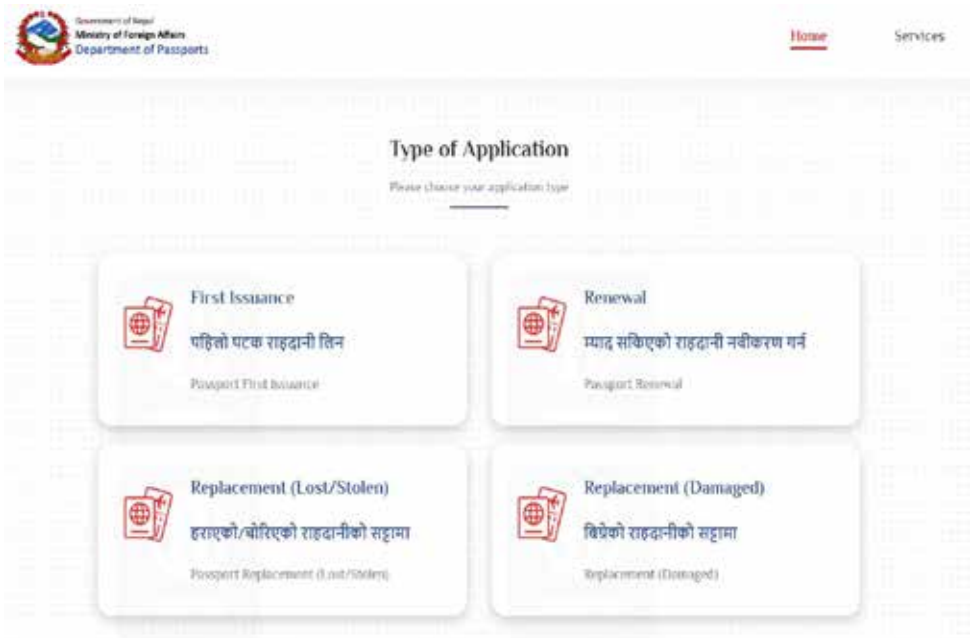 Government of Nepal
Ministry of Foreign Affairs
Department of Passports
Home
Services
Type of Application
Please choose your application type
First Issuance
पहिलो पटक राहदानी लिन
Passport First Issuance
Renewal
म्याद सकिएको राहदानी नवीकरण गर्न
Passport Renewal
Replacement (Lost/Stolen)
हराएको/चोरिएको राहदानीको सट्टामा
Passport Replacement (Lost/Stolen)
Replacement (Damaged)
बिग्रेको राहदानीको सट्टामा
Replacement (Damaged)